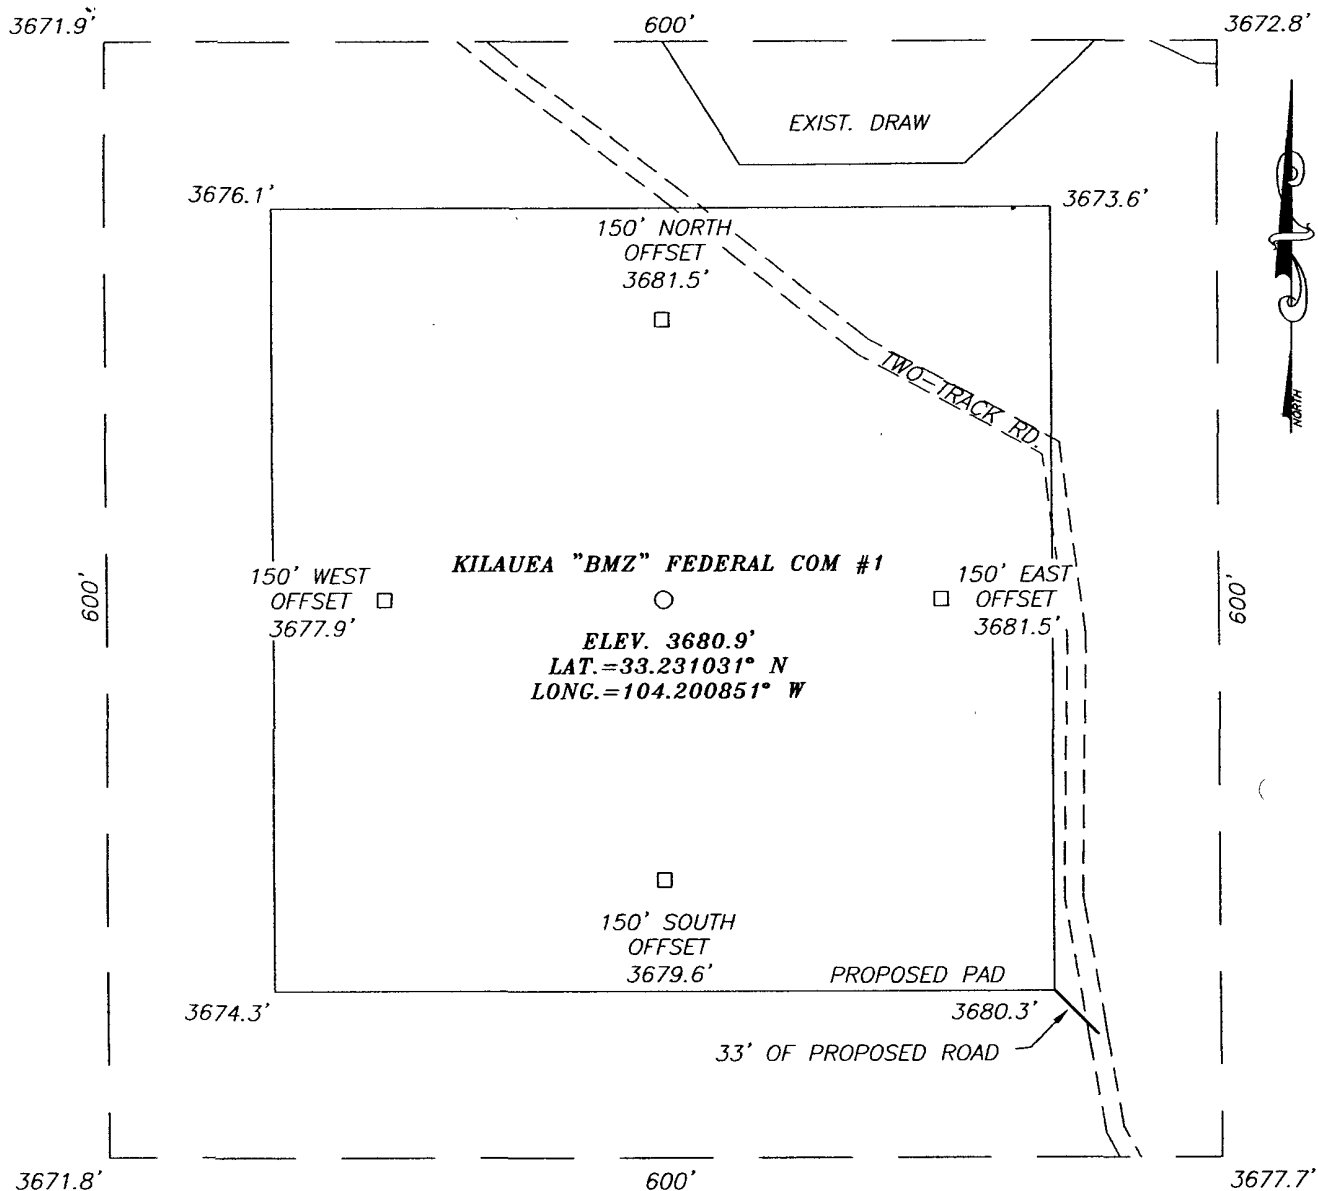 3671.9'
600'
3672.8'
EXIST. DRAW
3676.1'
3673.6'
150' NORTH
OFFSET
3681.5'
NORTH
TWO-TRACK RD.
KILAUEA "BMZ" FEDERAL COM #1
150' WEST
OFFSET
3677.9'
600'
150' EAST
OFFSET
3681.5'
600'
ELEV. 3680.9'
LAT.=33.231031° N
LONG.=104.200851° W
150' SOUTH
OFFSET
3679.6'
PROPOSED PAD
3674.3'
3680.3'
33' OF PROPOSED ROAD
3671.8'
600'
3677.7'